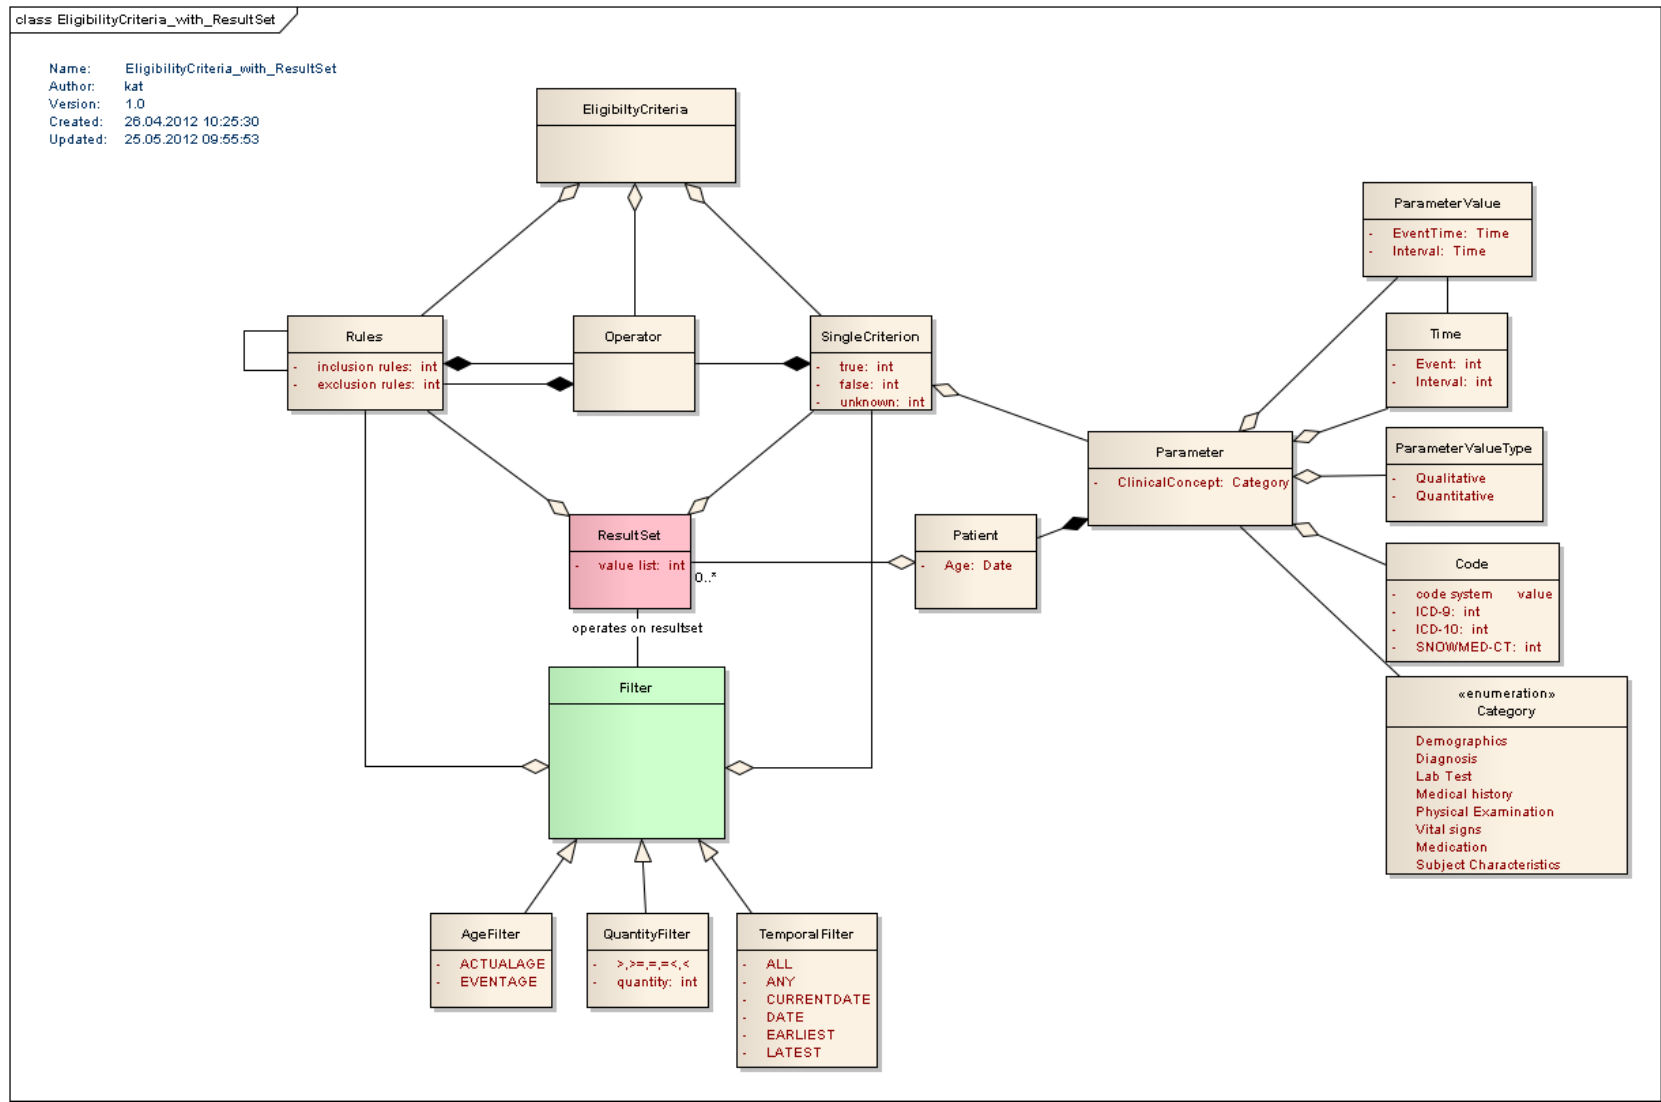 class EligibilityCriteria_with_ResultSet
Name: EligibilityCriteria_with_ResultSet
Author: kat
Version: 1.0
Created: 26.04.2012 10:25:30
Updated: 25.05.2012 09:55:53
EligibiltyCriteria
ParameterValue
- EventTime: Time
- Interval: Time
Rules
- inclusion rules: int
- exclusion rules: int
Operator
SingleCriterion
- true: int
- false: int
- unknown: int
Time
- Event: int
- Interval: int
Parameter
- ClinicalConcept: Category
ParameterValueType
- Qualitative
- Quantitative
ResultSet
- value list: int
0..*
Patient
- Age: Date
Code
- code system value
- ICD-9: int
- ICD-10: int
- SNOWMED-CT: int
operates on resultset
Filter
«enumeration»
Category
Demographics
Diagnosis
Lab Test
Medical history
Physical Examination
Vital signs
Medication
Subject Characteristics
AgeFilter
- ACTUALAGE
- EVENTAGE
QuantityFilter
- >,>=,=,=<,<
- quantity: int
TemporalFilter
- ALL
- ANY
- CURRENTDATE
- DATE
- EARLIEST
- LATEST